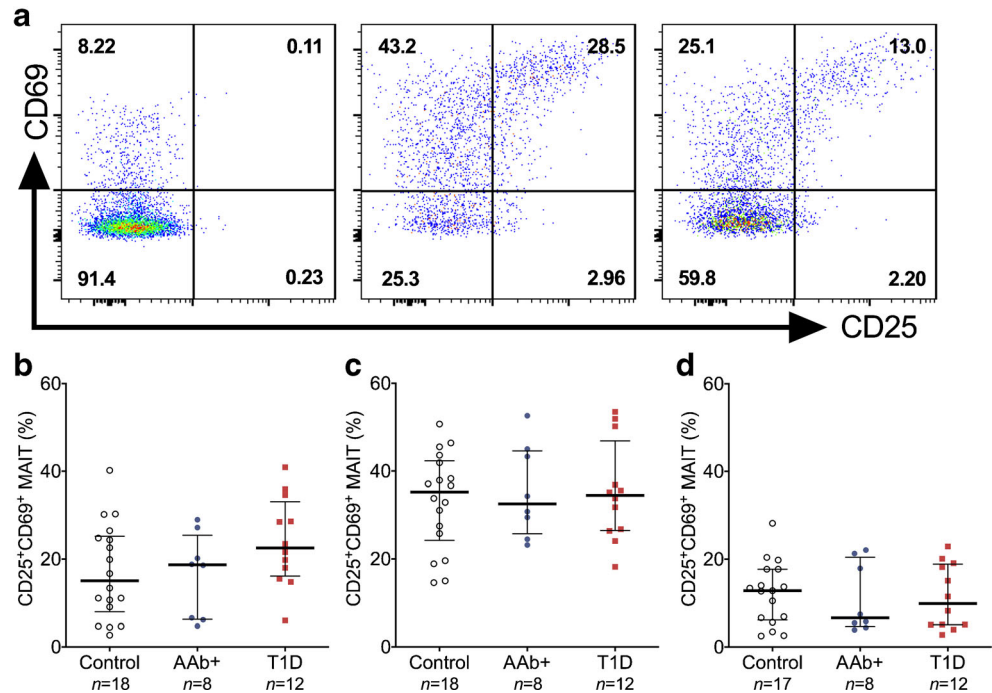 a
CD69
8.22 0.11
91.4 0.23
43.2 28.5
25.3 2.96
25.1 13.0
59.8 2.20
CD25
b
CD25+CD69+ MAIT (%)
60
40
20
0
Control AAb+ T1D
n=18 n=8 n=12
c
CD25+CD69+ MAIT (%)
60
40
20
0
Control AAb+ T1D
n=18 n=8 n=12
d
CD25+CD69+ MAIT (%)
60
40
20
0
Control AAb+ T1D
n=17 n=8 n=12